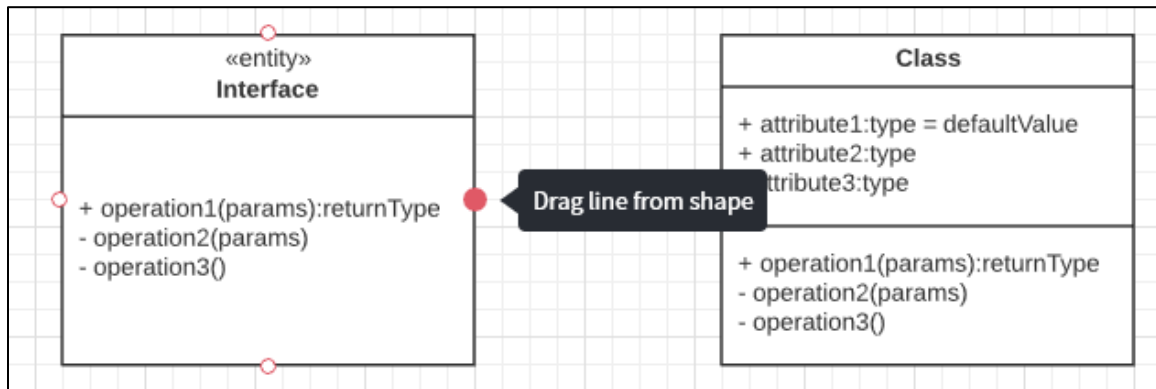 «entity»
Interface
+ operation1(params):returnType
- operation2(params)
- operation3()
Drag line from shape
Class
+ attribute1:type = defaultValue
+ attribute2:type
ttribute3:type
+ operation1(params):returnType
- operation2(params)
- operation3()